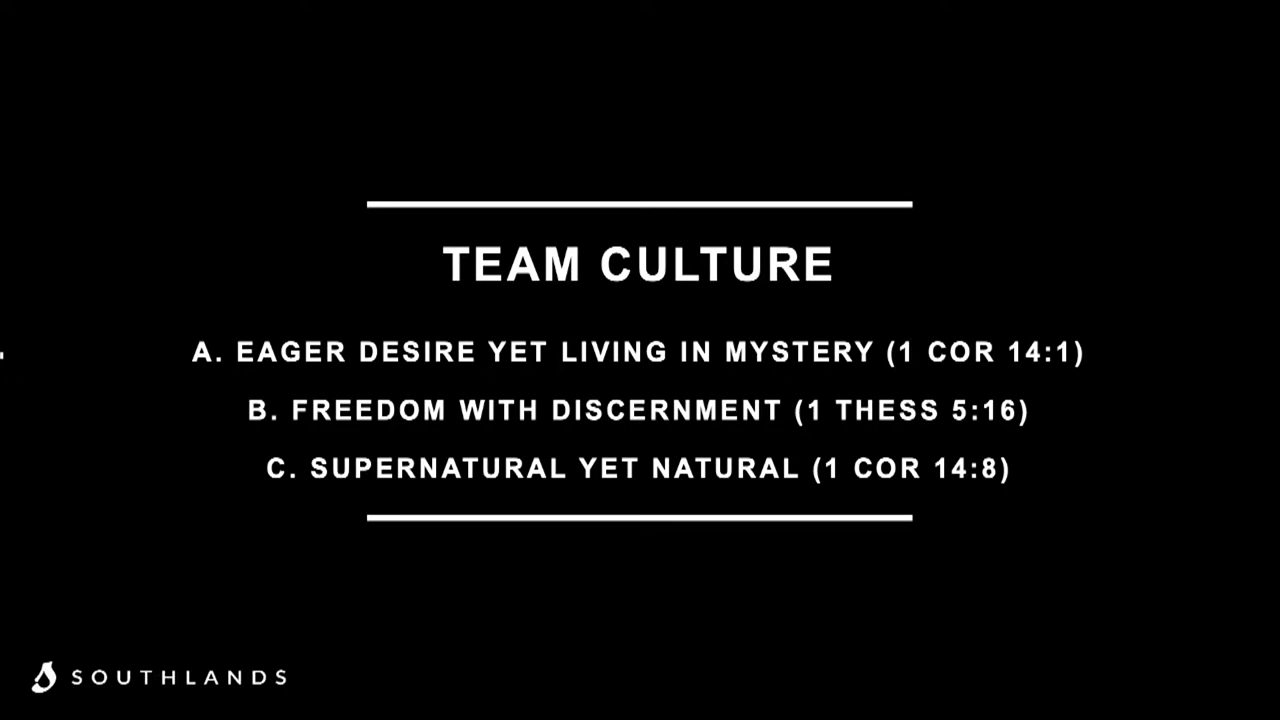 TEAM CULTURE
A. EAGER DESIRE YET LIVING IN MYSTERY (1 COR 14:1)
B. FREEDOM WITH DISCERNMENT (1 THESS 5:16)
C. SUPERNATURAL YET NATURAL (1 COR 14:8)
SOUTHLANDS